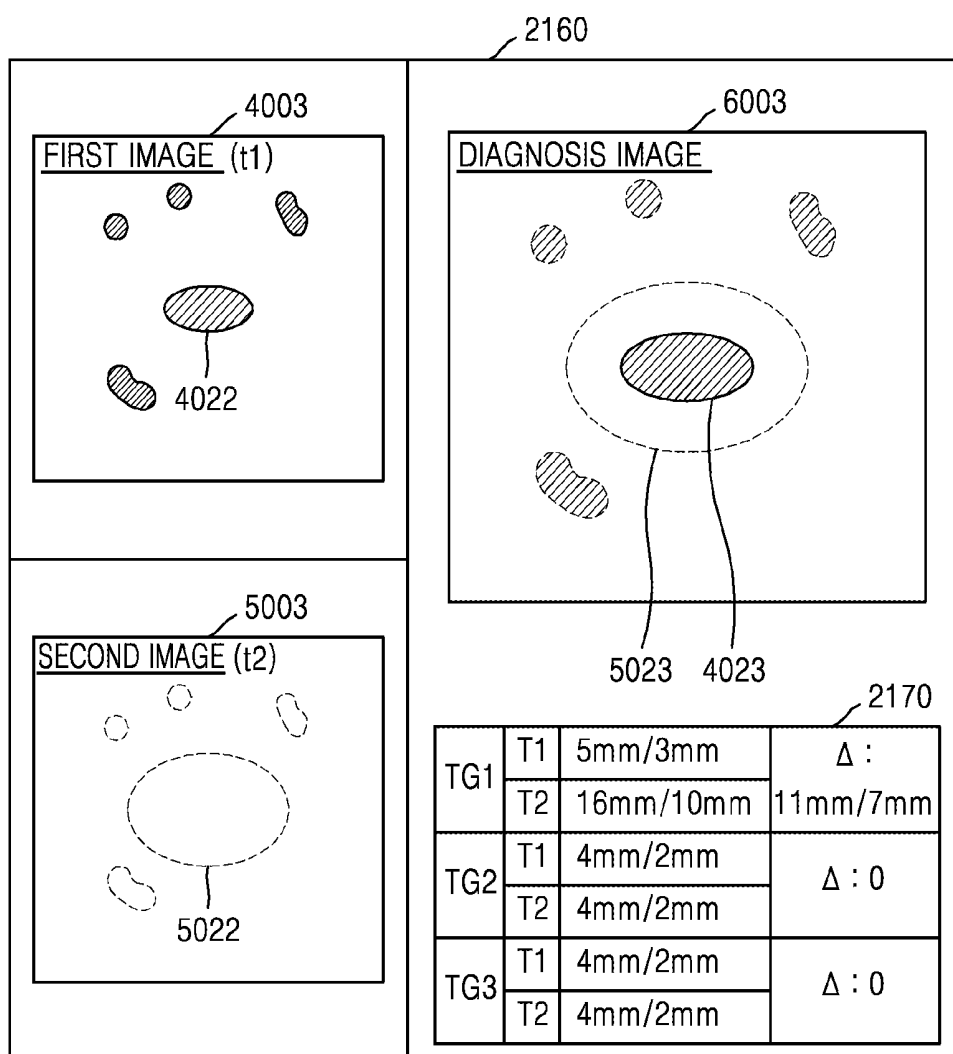 2160
4003
FIRST IMAGE (t1)
4022
5003
SECOND IMAGE (t2)
5022
6003
DIAGNOSIS IMAGE
5023
4023
2170
TG1 T1 5mm/3mm Δ :
T2 16mm/10mm 11mm/7mm
TG2 T1 4mm/2mm Δ : 0
T2 4mm/2mm
TG3 T1 4mm/2mm Δ : 0
T2 4mm/2mm